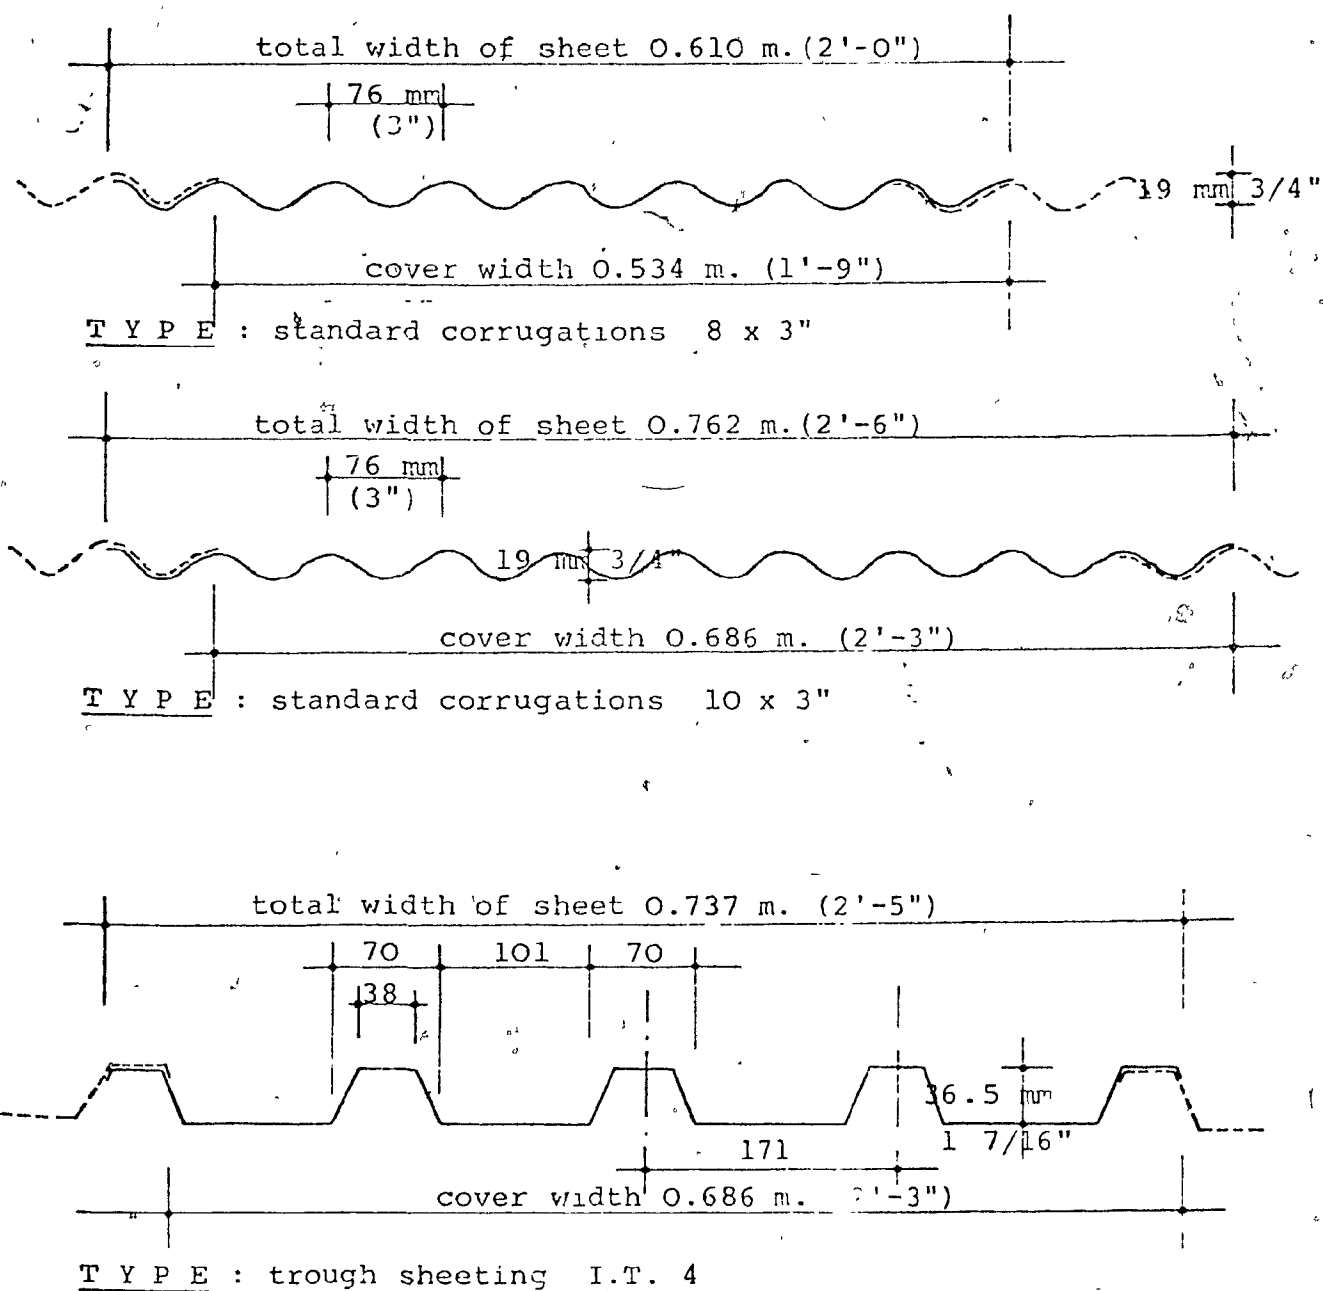 total width of sheet 0.610 m. (2'-0")
76 mm
(3")
19 mm 3/4"
cover width 0.534 m. (1'-9")
T Y P E : standard corrugations 8 x 3"
total width of sheet 0.762 m. (2'-6")
76 mm
(3")
19 mm 3/4"
cover width 0.686 m. (2'-3")
T Y P E : standard corrugations 10 x 3"
total width of sheet 0.737 m. (2'-5")
70 101 70
38
36.5 mm
1 7/16"
171
cover width 0.686 m. '-3")
T Y P E : trough sheeting I.T. 4